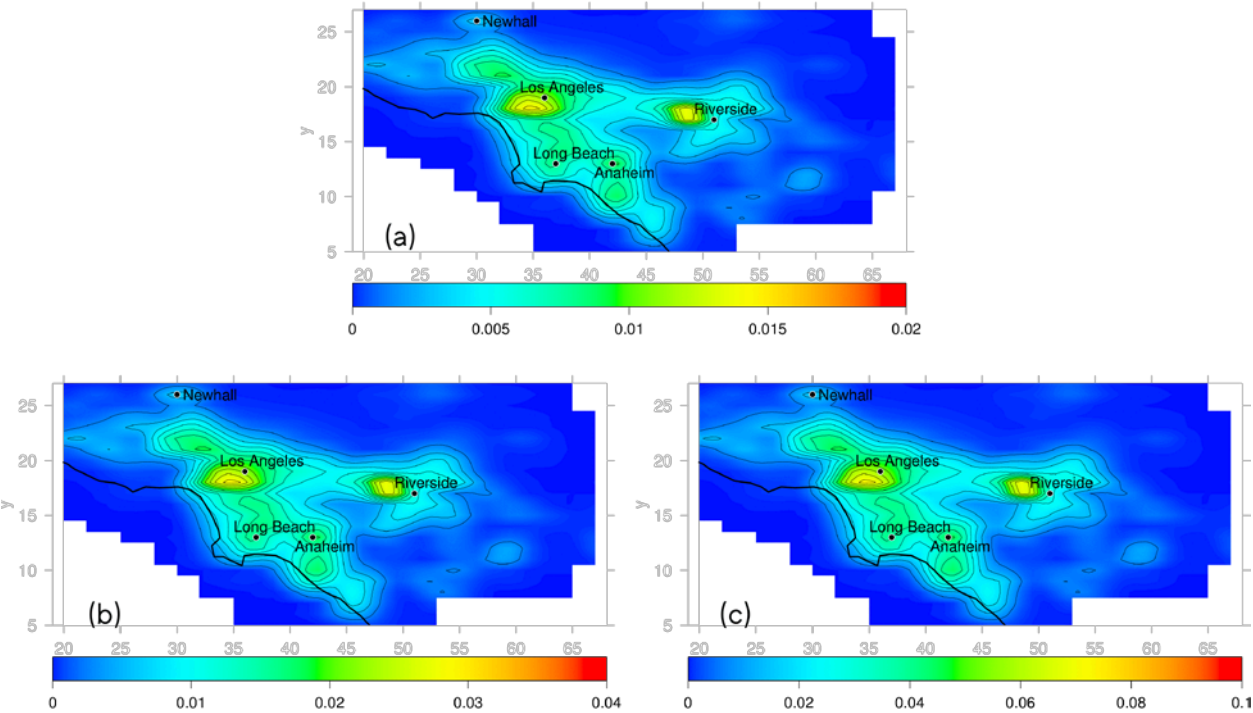 Newhall
Los Angeles
Riverside
Long Beach
Anaheim
(a)
y
25
20
15
10
5
20 25 30 35 40 45 50 55 60 65
0 0.005 0.01 0.015 0.02
Newhall
Los Angeles
Riverside
Long Beach
Anaheim
(b)
y
25
20
15
10
5
20 25 30 35 40 45 50 55 60 65
0 0.01 0.02 0.03 0.04
Newhall
Los Angeles
Riverside
Long Beach
Anaheim
(c)
y
25
20
15
10
5
20 25 30 35 40 45 50 55 60 65
0 0.02 0.04 0.06 0.08 0.1